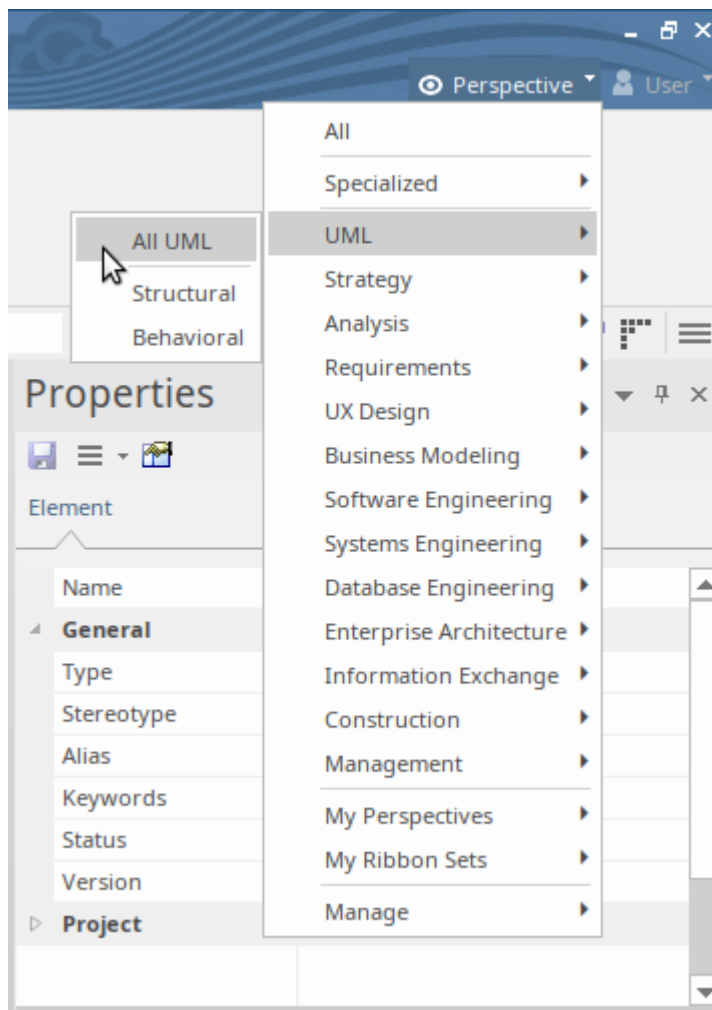 Perspective User
All
Specialized
UML
All UML
Structural
Behavioral
Strategy
Analysis
Requirements
UX Design
Business Modeling
Software Engineering
Systems Engineering
Database Engineering
Enterprise Architecture
Information Exchange
Construction
Management
My Perspectives
My Ribbon Sets
Manage
Properties
Element
Name
General
Type
Stereotype
Alias
Keywords
Status
Version
Project